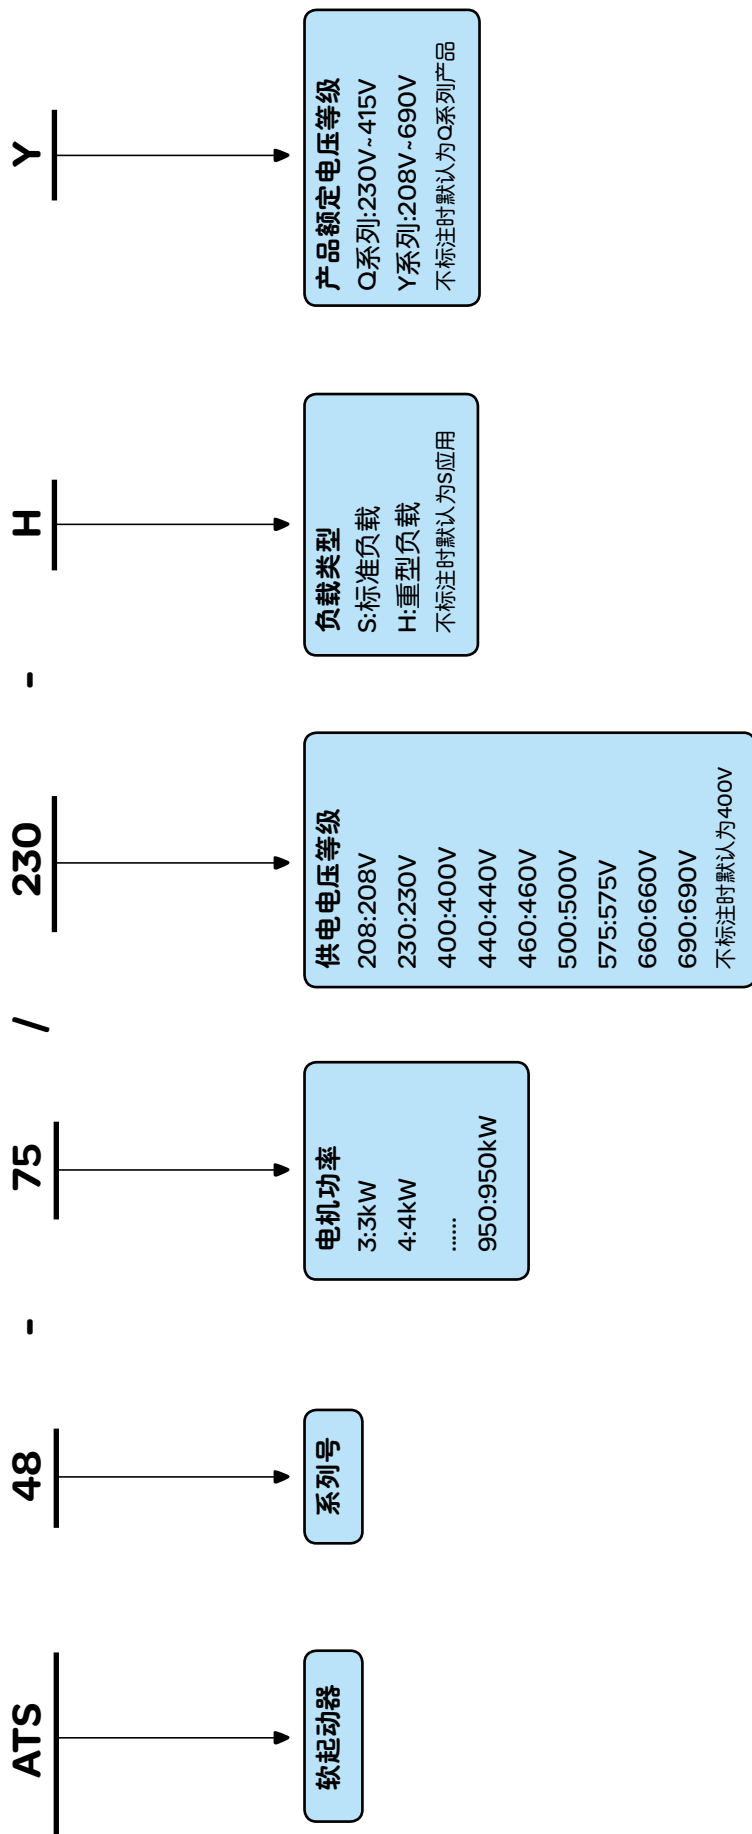 ATS 48 - 75 / 230 - H Y
软起动器
系列号
电机功率
3:3kW
4:4kW
......
950:950kW
供电电压等级
208:208V
230:230V
400:400V
440:440V
460:460V
500:500V
575:575V
660:660V
690:690V
不标注时默认为400V
负载类型
S:标准负载
H:重型负载
不标注时默认为S应用
产品额定电压等级
Q系列:230V~415V
Y系列:208V~690V
不标注时默认为Q系列产品